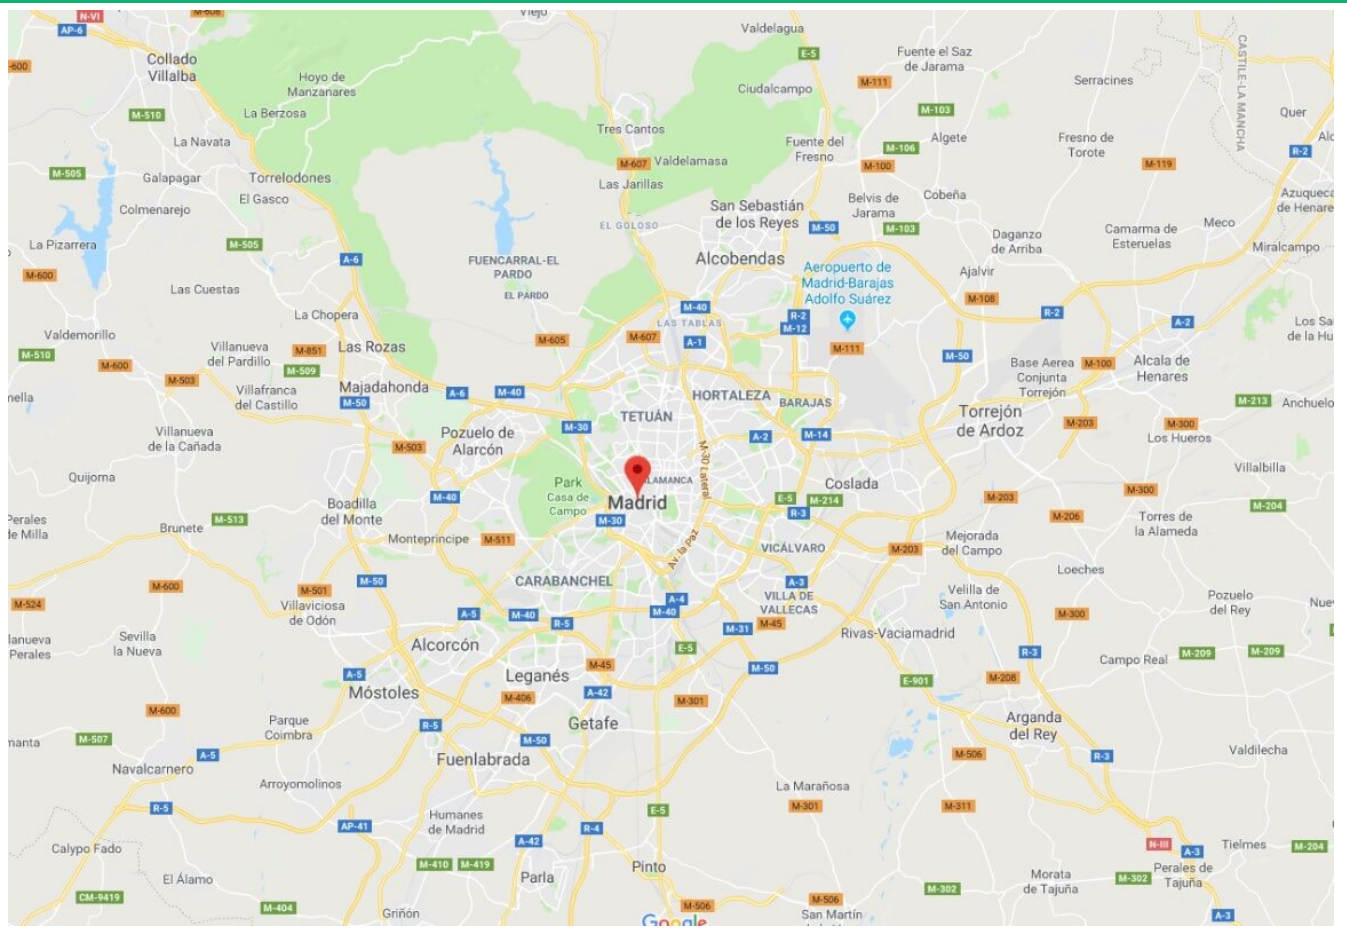 N-VI
M-608
Viejo
AP-6
Valdelagua
E-5
CASTILE-LA MANCHA
-600
Collado
Villalba
Hoyo de
Manzanares
Fuente el Saz
de Jarama
M-111
Serracines
Ciudalcampo
M-510
La Berzosa
M-103
Quer
Tres Cantos
La Navata
Fuente del
Fresno
M-106
Algete
Fresno de
Torote
R-2
M-607
Valdelamasa
M-100
M-119
M-505
Galapagar
Torrelodones
Las Jarillas
El Gasco
Colmenarejo
San Sebastián
de los Reyes
Belvis de
Jarama
Cobeña
Azuqueca
de Henare
EL GOLOSO
M-50
M-103
Meco
La Pizarrera
M-505
Daganzo
de Arriba
Camarma de
Esteruelas
Miralcampo
A-6
FUENCARRAL-EL
PARDO
Alcobendas
M-600
Aeropuerto de
Madrid-Barajas
Adolfo Suárez
Ajalvir
Las Cuestas
EL PARDO
M-108
M-40
La Chopera
LAS TABLAS
R-2
M-12
R-2
A-2
Valdemorillo
M-605
M-607
A-1
M-111
M-510
Villanueva
del Pardillo
M-851
Las Rozas
M-50
M-600
M-509
Base Aerea
Conjunta
Torrejón
M-100
Alcala de
Henares
M-503
Villafranca
del Castillo
Majadahonda
A-6
M-40
HORTALEZA
BARAJAS
M-50
M-213
Anchuelo
TETUÁN
Torrejón
de Ardoz
M-203
M-300
Los Hueros
Villanueva
de la Cañada
M-503
Pozuelo de
Alarcón
M-30
A-2
M-14
M-30 Lateral
Quijorna
Villalbilla
Park
Casa de
Campo
Coslada
M-40
Madrid
E-5
M-214
M-203
M-300
M-204
Boadilla
del Monte
M-513
M-30
R-3
M-206
Torres de
la Alameda
Brunete
Perales
Monteprincipe
M-511
Av. la Paz
VICÁLVARO
M-203
Mejorada
del Campo
Loeches
M-600
M-501
M-50
CARABANCHEL
A-3
Velilla de
San Antonio
M-524
Villaviciosa
de Odón
A-5
M-40
R-5
A-4
M-40
VILLA DE
VALLECAS
M-300
Pozuelo
del Rey
M-31
M-45
Rivas-Vaciamadrid
Sevilla
la Nueva
Perales
Alcorcón
E-5
R-3
Campo Real
M-209
M-209
A-5
Móstoles
Leganés
M-45
M-50
E-901
M-208
M-406
A-42
M-301
M-600
Parque
Coimbra
R-5
Getafe
Arganda
del Rey
M-507
A-5
M-50
M-506
R-3
Valdilecha
Navalcarnero
Fuenlabrada
Arroyomolinos
La Marañosa
R-5
AP-41
Humanes
de Madrid
R-4
E-5
M-301
M-311
A-42
N-III
Calypo Fado
A-3
Tielmes
M-204
El Álamo
M-410
M-419
Parla
Pinto
M-302
Morata
de Tajuña
M-302
Perales de
Tajuña
CM-9419
M-404
Griñón
M-506
M-506
San Martín
A-3
Google